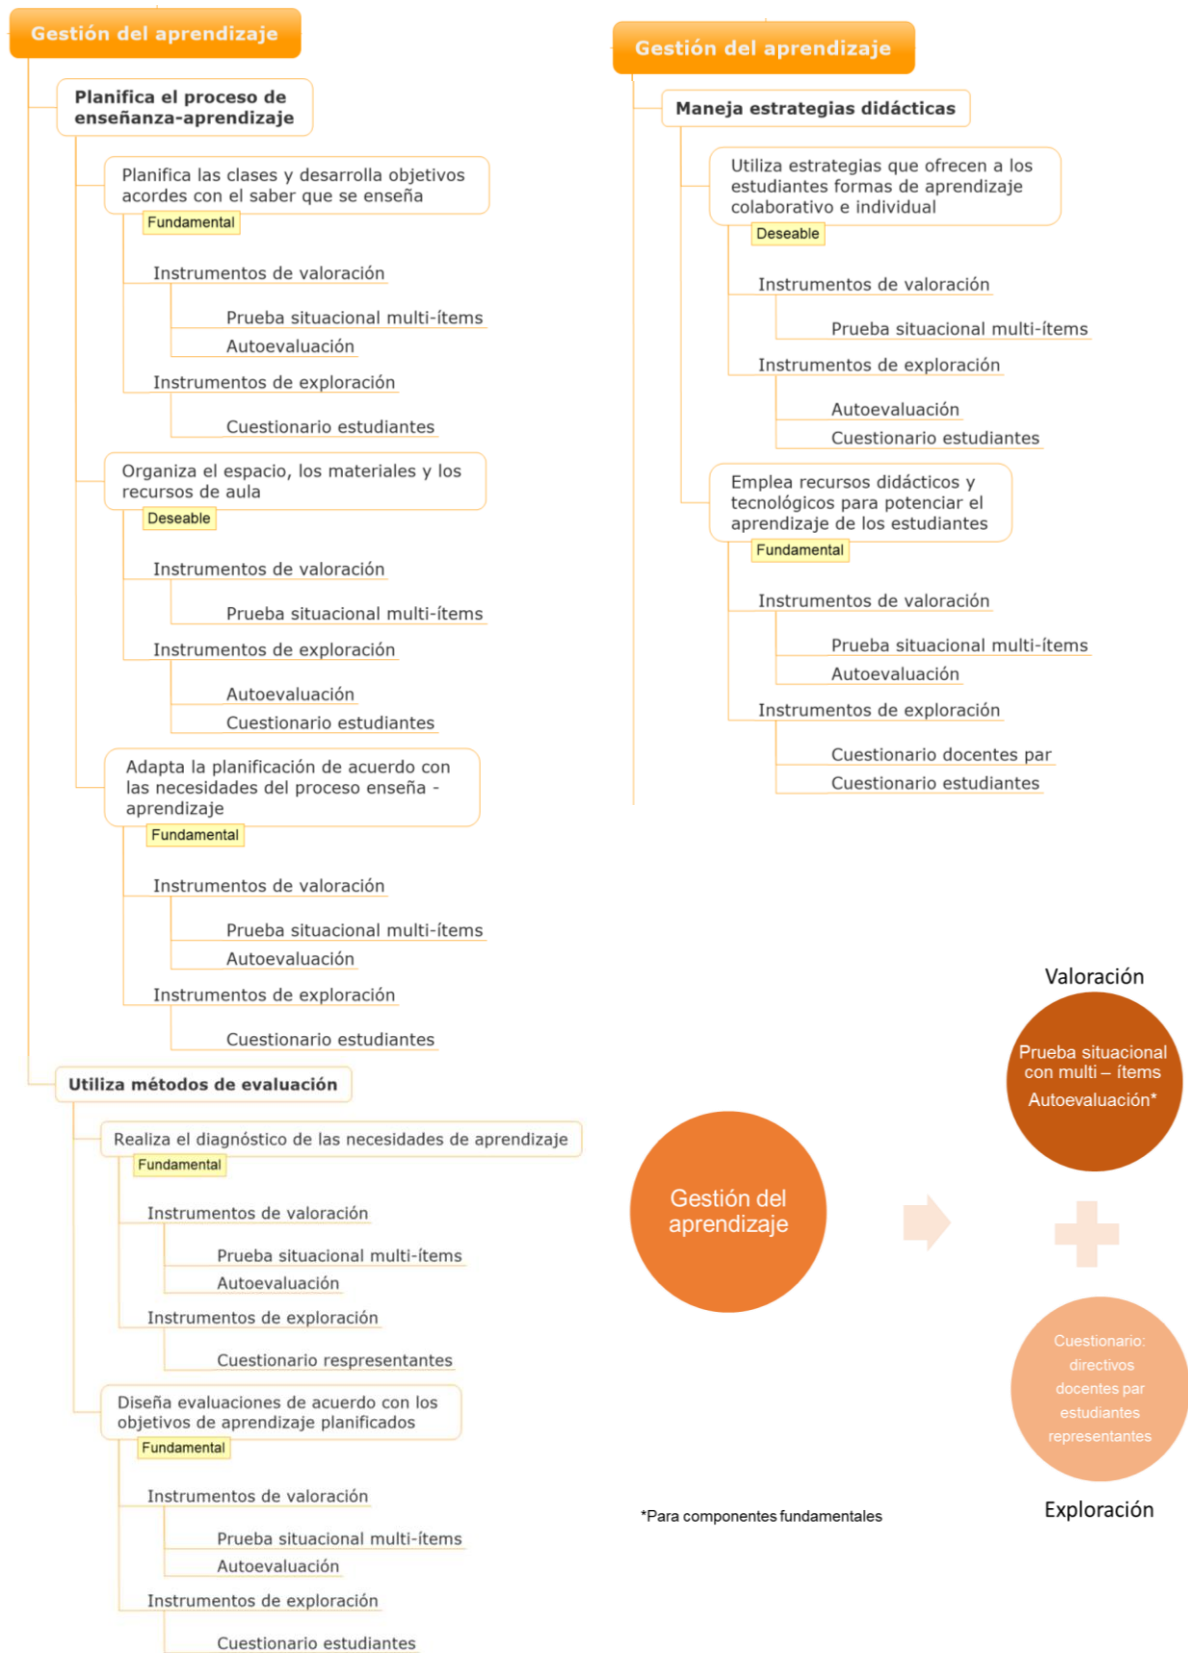 Gestión del aprendizaje
Planifica el proceso de
enseñanza-aprendizaje
Planifica las clases y desarrolla objetivos
acordes con el saber que se enseña
Fundamental
Instrumentos de valoración
Prueba situacional multi-ítems
Autoevaluación
Instrumentos de exploración
Cuestionario estudiantes
Organiza el espacio, los materiales y los
recursos de aula
Deseable
Instrumentos de valoración
Prueba situacional multi-ítems
Instrumentos de exploración
Autoevaluación
Cuestionario estudiantes
Adapta la planificación de acuerdo con
las necesidades del proceso enseña -
aprendizaje
Fundamental
Instrumentos de valoración
Prueba situacional multi-ítems
Autoevaluación
Instrumentos de exploración
Cuestionario estudiantes
Utiliza métodos de evaluación
Realiza el diagnóstico de las necesidades de aprendizaje
Fundamental
Instrumentos de valoración
Prueba situacional multi-ítems
Autoevaluación
Instrumentos de exploración
Cuestionario respresentantes
Diseña evaluaciones de acuerdo con los
objetivos de aprendizaje planificados
Fundamental
Instrumentos de valoración
Prueba situacional multi-ítems
Autoevaluación
Instrumentos de exploración
Cuestionario estudiantes
Gestión del aprendizaje
Maneja estrategias didácticas
Utiliza estrategias que ofrecen a los
estudiantes formas de aprendizaje
colaborativo e individual
Deseable
Instrumentos de valoración
Prueba situacional multi-ítems
Instrumentos de exploración
Autoevaluación
Cuestionario estudiantes
Emplea recursos didácticos y
tecnológicos para potenciar el
aprendizaje de los estudiantes
Fundamental
Instrumentos de valoración
Prueba situacional multi-ítems
Autoevaluación
Instrumentos de exploración
Cuestionario docentes par
Cuestionario estudiantes
Gestión del
aprendizaje
Valoración
Prueba situacional
con multi – ítems
Autoevaluación*
Cuestionario:
directivos
docentes par
estudiantes
representantes
Exploración
*Para componentes fundamentales